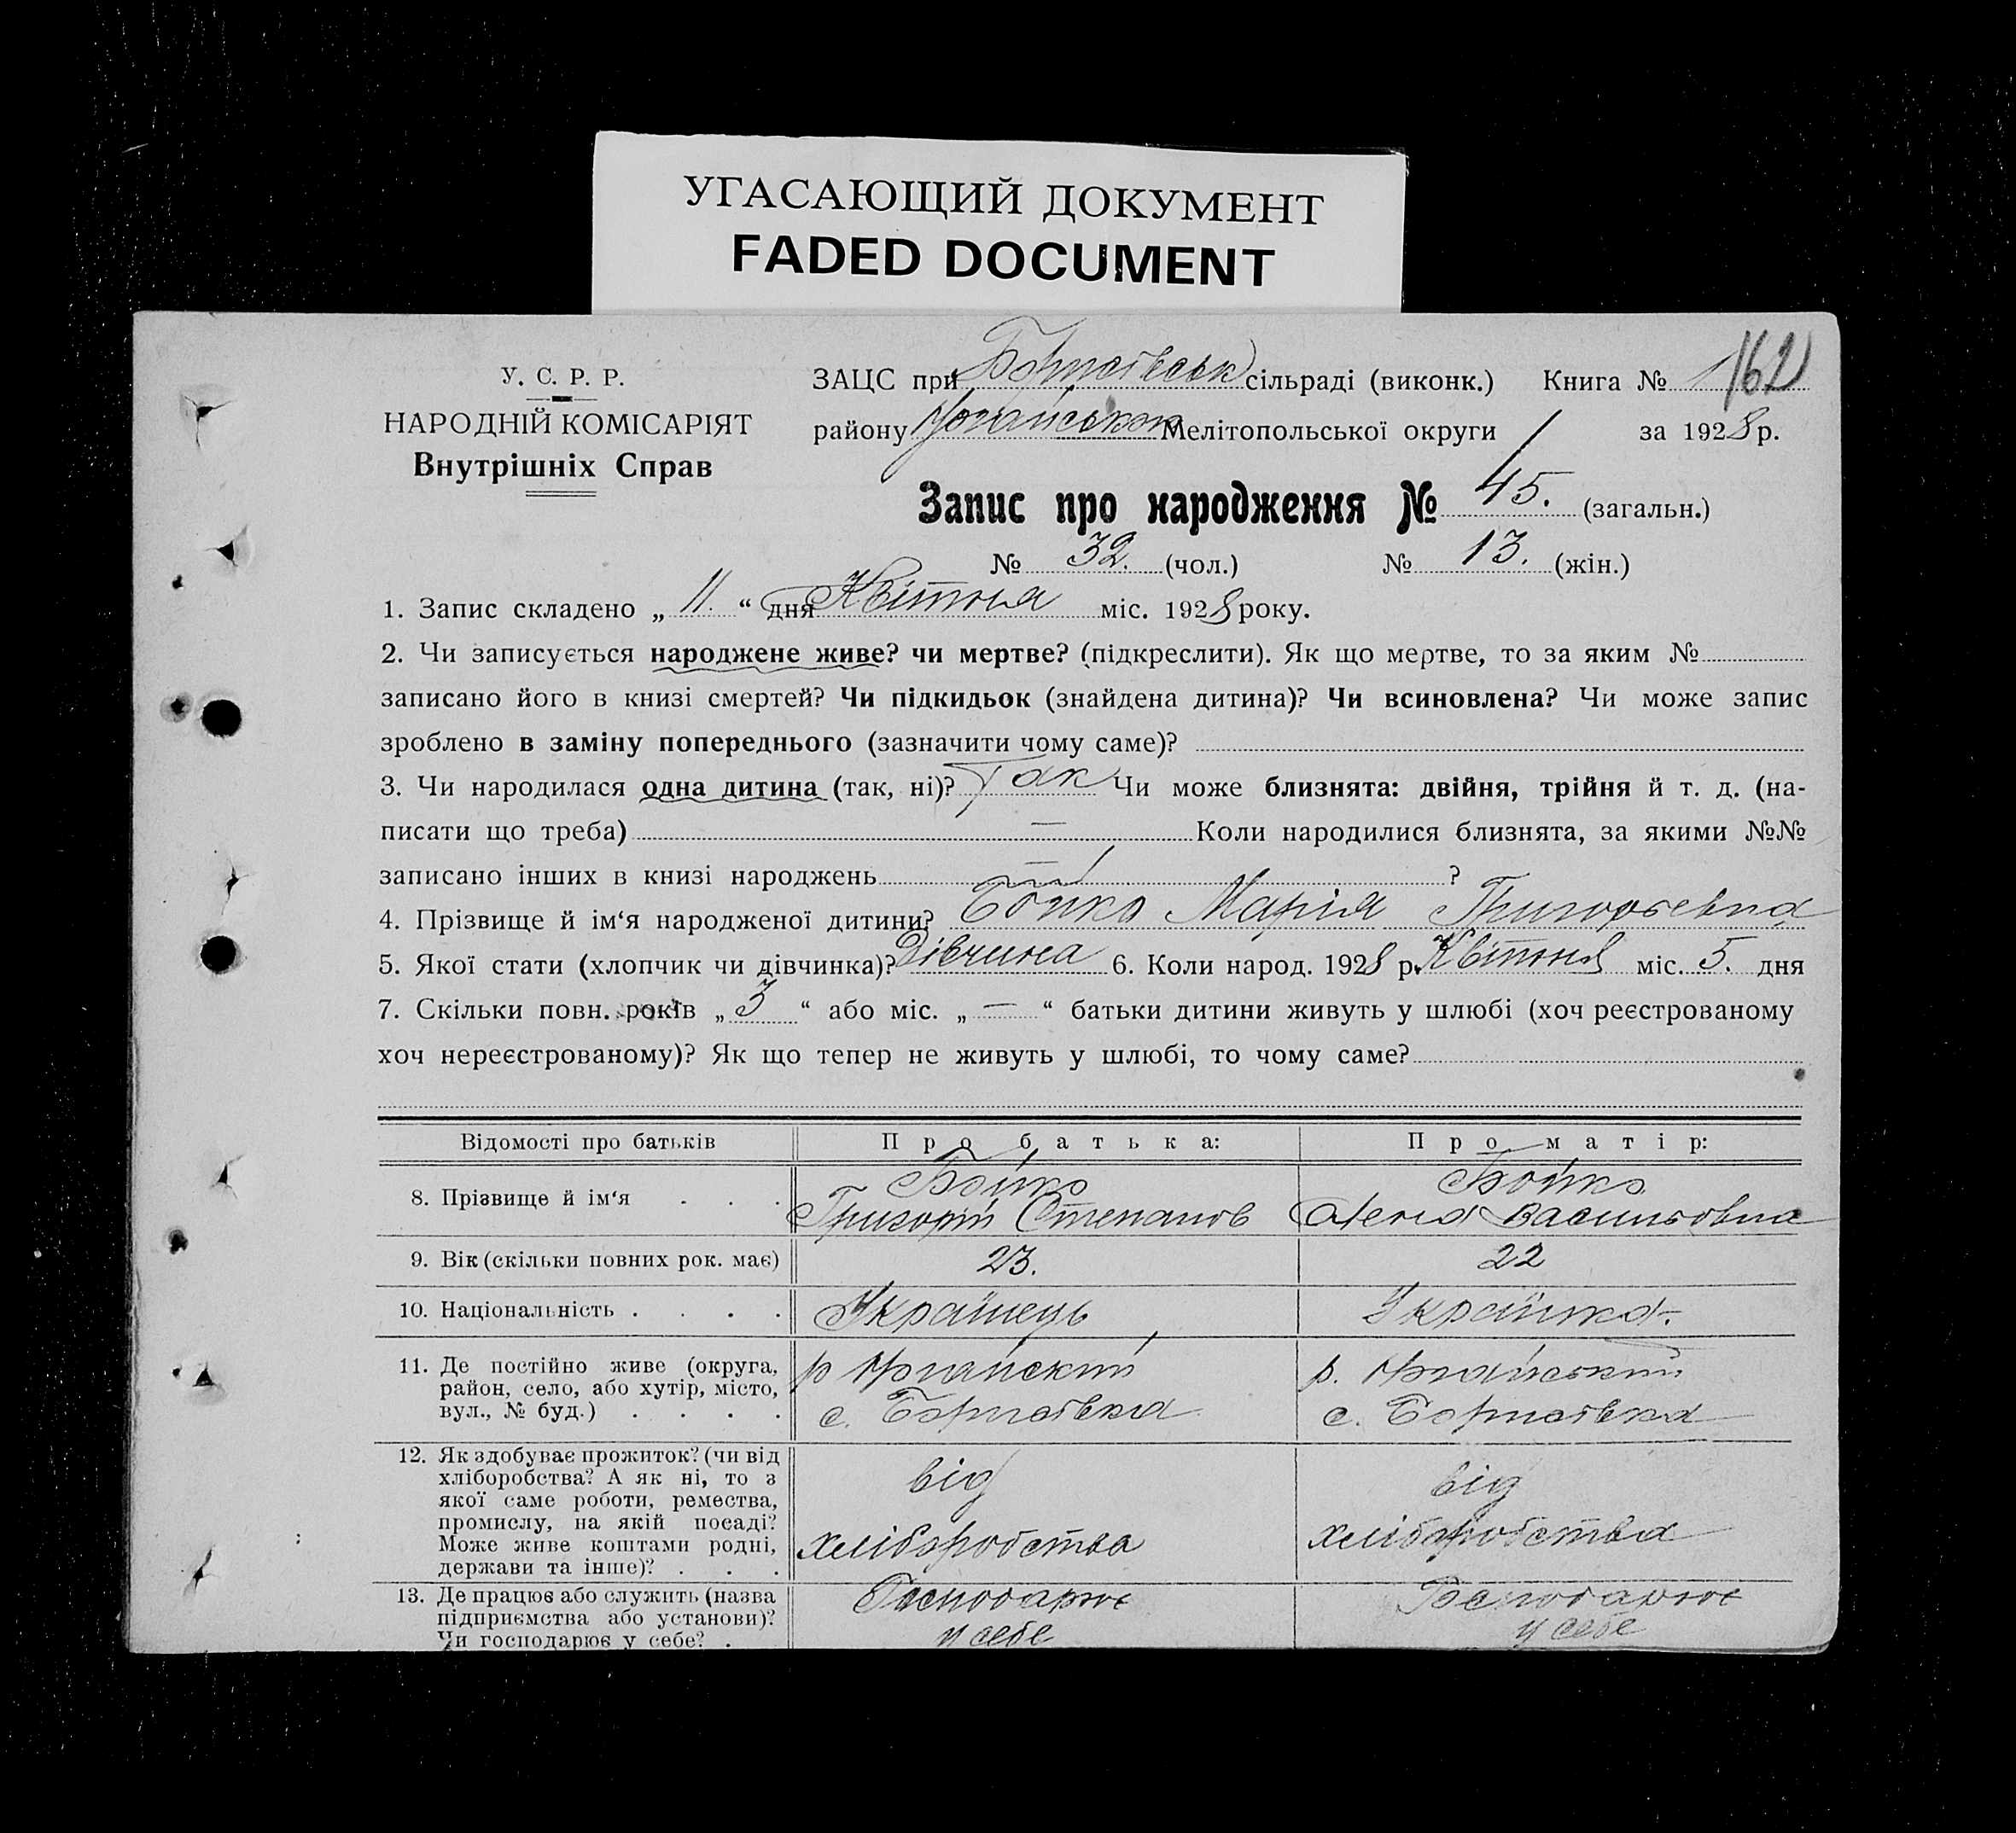 УГАСАЮЩИЙ ДОКУМЕНТ
FADED DOCUMENT
У. С. Р. Р.
НАРОДНІЙ КОМІСАРІЯТ
Внутрішніх Справ
ЗАЦС при сільраді (виконк.) Книга №
району Мелітопольської округи за 1928 р.
Запис про народження № 45. (загальн.)
№ 32. (чол.) № 13. (жін.)
1. Запис складено „ 11. “ дня Квітня міс. 1928 року.
2. Чи записується народжене живе? чи мертве? (підкреслити). Як що мертве, то за яким №
записано його в книзі смертей? Чи підкидьок (знайдена дитина)? Чи всиновлена? Чи може запис
зроблено в заміну попереднього (зазначити чому саме)?
3. Чи народилася одна дитина (так, ні)? Так Чи може близнята: двійня, трійня й т. д. (на-
писати що треба) — Коли народилися близнята, за якими №№
записано інших в книзі народжень — ?
4. Прізвище й ім‘я народженої дитини? Бойко Марія Григорьевна
5. Якої стати (хлопчик чи дівчинка)? Дівчина 6. Коли народ. 1928 р. Квітня міс. 5. дня
7. Скільки повн. років „ 3 “ або міс. „ — “ батьки дитини живуть у шлюбі (хоч реєстрованому
хоч нереєстрованому)? Як що тепер не живуть у шлюбі, то чому саме?
Відомості про батьків Про батька: Про матір:
8. Прізвище й ім‘я . . . Бойко Григорій Степанов Бойко Васильовна
9. Вік (скільки повних рок. має) 23. 22
10. Національність . . . . Українець Українка.
11. Де постійно живе (округа,
район, село, або хутір, місто,
вул., № буд.) . . . .
р
с.
р.
с.
12. Як здобуває прожиток? (чи від
хліборобства? А як ні, то з
якої саме роботи, ремества,
промислу, на якій посаді?
Може живе коштами родні,
держави та інше)? . . .
від
хліборобства
від
хліборобства
13. Де працює або служить (назва
підприємства або установи)?
Чи господарює у себе? .
Господарює
у себе
Господарює
у себе